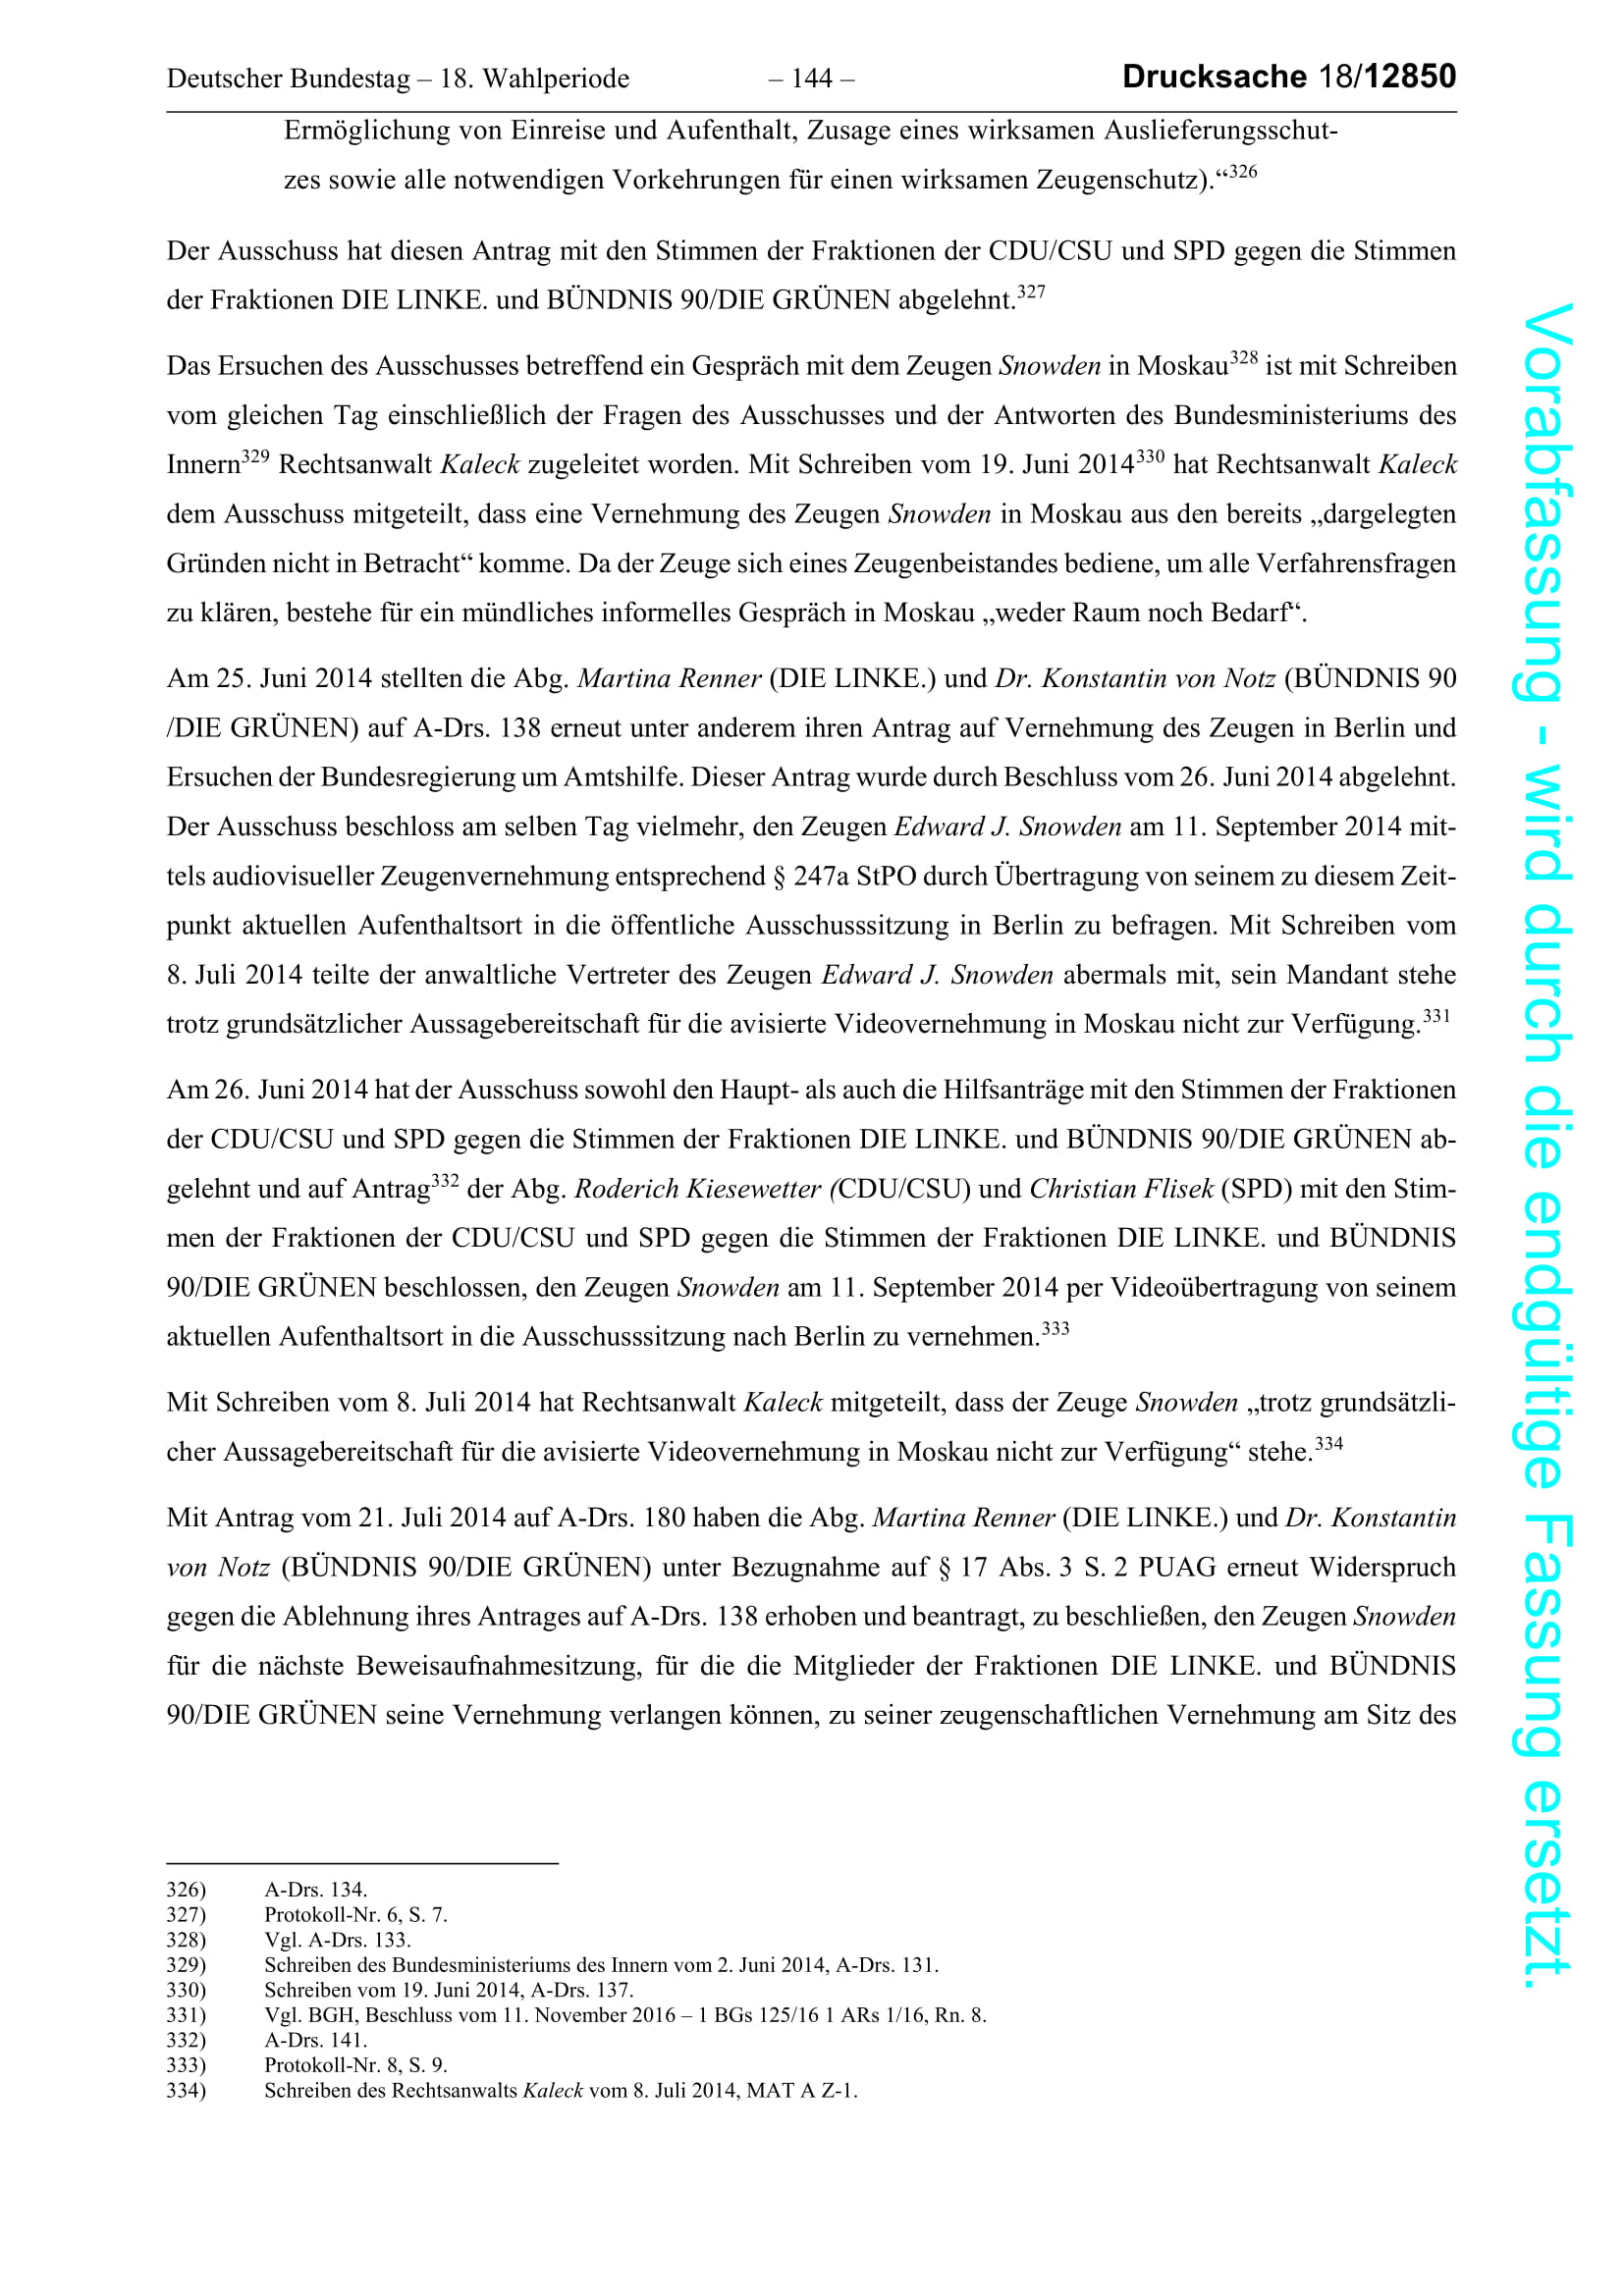 Deutscher Bundestag – 18. Wahlperiode – 144 – Drucksache 18/12850
Ermöglichung von Einreise und Aufenthalt, Zusage eines wirksamen Auslieferungsschut-
zes sowie alle notwendigen Vorkehrungen für einen wirksamen Zeugenschutz).“326
Der Ausschuss hat diesen Antrag mit den Stimmen der Fraktionen der CDU/CSU und SPD gegen die Stimmen
der Fraktionen DIE LINKE. und BÜNDNIS 90/DIE GRÜNEN abgelehnt.327
Das Ersuchen des Ausschusses betreffend ein Gespräch mit dem Zeugen Snowden in Moskau328 ist mit Schreiben
vom gleichen Tag einschließlich der Fragen des Ausschusses und der Antworten des Bundesministeriums des
Innern329 Rechtsanwalt Kaleck zugeleitet worden. Mit Schreiben vom 19. Juni 2014330 hat Rechtsanwalt Kaleck
dem Ausschuss mitgeteilt, dass eine Vernehmung des Zeugen Snowden in Moskau aus den bereits „dargelegten
Gründen nicht in Betracht“ komme. Da der Zeuge sich eines Zeugenbeistandes bediene, um alle Verfahrensfragen
zu klären, bestehe für ein mündliches informelles Gespräch in Moskau „weder Raum noch Bedarf“.
Am 25. Juni 2014 stellten die Abg. Martina Renner (DIE LINKE.) und Dr. Konstantin von Notz (BÜNDNIS 90
/DIE GRÜNEN) auf A-Drs. 138 erneut unter anderem ihren Antrag auf Vernehmung des Zeugen in Berlin und
Ersuchen der Bundesregierung um Amtshilfe. Dieser Antrag wurde durch Beschluss vom 26. Juni 2014 abgelehnt.
Der Ausschuss beschloss am selben Tag vielmehr, den Zeugen Edward J. Snowden am 11. September 2014 mit-
tels audiovisueller Zeugenvernehmung entsprechend § 247a StPO durch Übertragung von seinem zu diesem Zeit-
punkt aktuellen Aufenthaltsort in die öffentliche Ausschusssitzung in Berlin zu befragen. Mit Schreiben vom
8. Juli 2014 teilte der anwaltliche Vertreter des Zeugen Edward J. Snowden abermals mit, sein Mandant stehe
trotz grundsätzlicher Aussagebereitschaft für die avisierte Videovernehmung in Moskau nicht zur Verfügung.331
Am 26. Juni 2014 hat der Ausschuss sowohl den Haupt- als auch die Hilfsanträge mit den Stimmen der Fraktionen
der CDU/CSU und SPD gegen die Stimmen der Fraktionen DIE LINKE. und BÜNDNIS 90/DIE GRÜNEN ab-
gelehnt und auf Antrag332 der Abg. Roderich Kiesewetter (CDU/CSU) und Christian Flisek (SPD) mit den Stim-
men der Fraktionen der CDU/CSU und SPD gegen die Stimmen der Fraktionen DIE LINKE. und BÜNDNIS
90/DIE GRÜNEN beschlossen, den Zeugen Snowden am 11. September 2014 per Videoübertragung von seinem
aktuellen Aufenthaltsort in die Ausschusssitzung nach Berlin zu vernehmen.333
Mit Schreiben vom 8. Juli 2014 hat Rechtsanwalt Kaleck mitgeteilt, dass der Zeuge Snowden „trotz grundsätzli-
cher Aussagebereitschaft für die avisierte Videovernehmung in Moskau nicht zur Verfügung“ stehe.334
Mit Antrag vom 21. Juli 2014 auf A-Drs. 180 haben die Abg. Martina Renner (DIE LINKE.) und Dr. Konstantin
von Notz (BÜNDNIS 90/DIE GRÜNEN) unter Bezugnahme auf § 17 Abs. 3 S. 2 PUAG erneut Widerspruch
gegen die Ablehnung ihres Antrages auf A-Drs. 138 erhoben und beantragt, zu beschließen, den Zeugen Snowden
für die nächste Beweisaufnahmesitzung, für die die Mitglieder der Fraktionen DIE LINKE. und BÜNDNIS
90/DIE GRÜNEN seine Vernehmung verlangen können, zu seiner zeugenschaftlichen Vernehmung am Sitz des
326) A-Drs. 134.
327) Protokoll-Nr. 6, S. 7.
328) Vgl. A-Drs. 133.
329) Schreiben des Bundesministeriums des Innern vom 2. Juni 2014, A-Drs. 131.
330) Schreiben vom 19. Juni 2014, A-Drs. 137.
331) Vgl. BGH, Beschluss vom 11. November 2016 – 1 BGs 125/16 1 ARs 1/16, Rn. 8.
332) A-Drs. 141.
333) Protokoll-Nr. 8, S. 9.
334) Schreiben des Rechtsanwalts Kaleck vom 8. Juli 2014, MAT A Z-1.
Vorabfassung - wird durch die endgültige Fassung ersetzt.